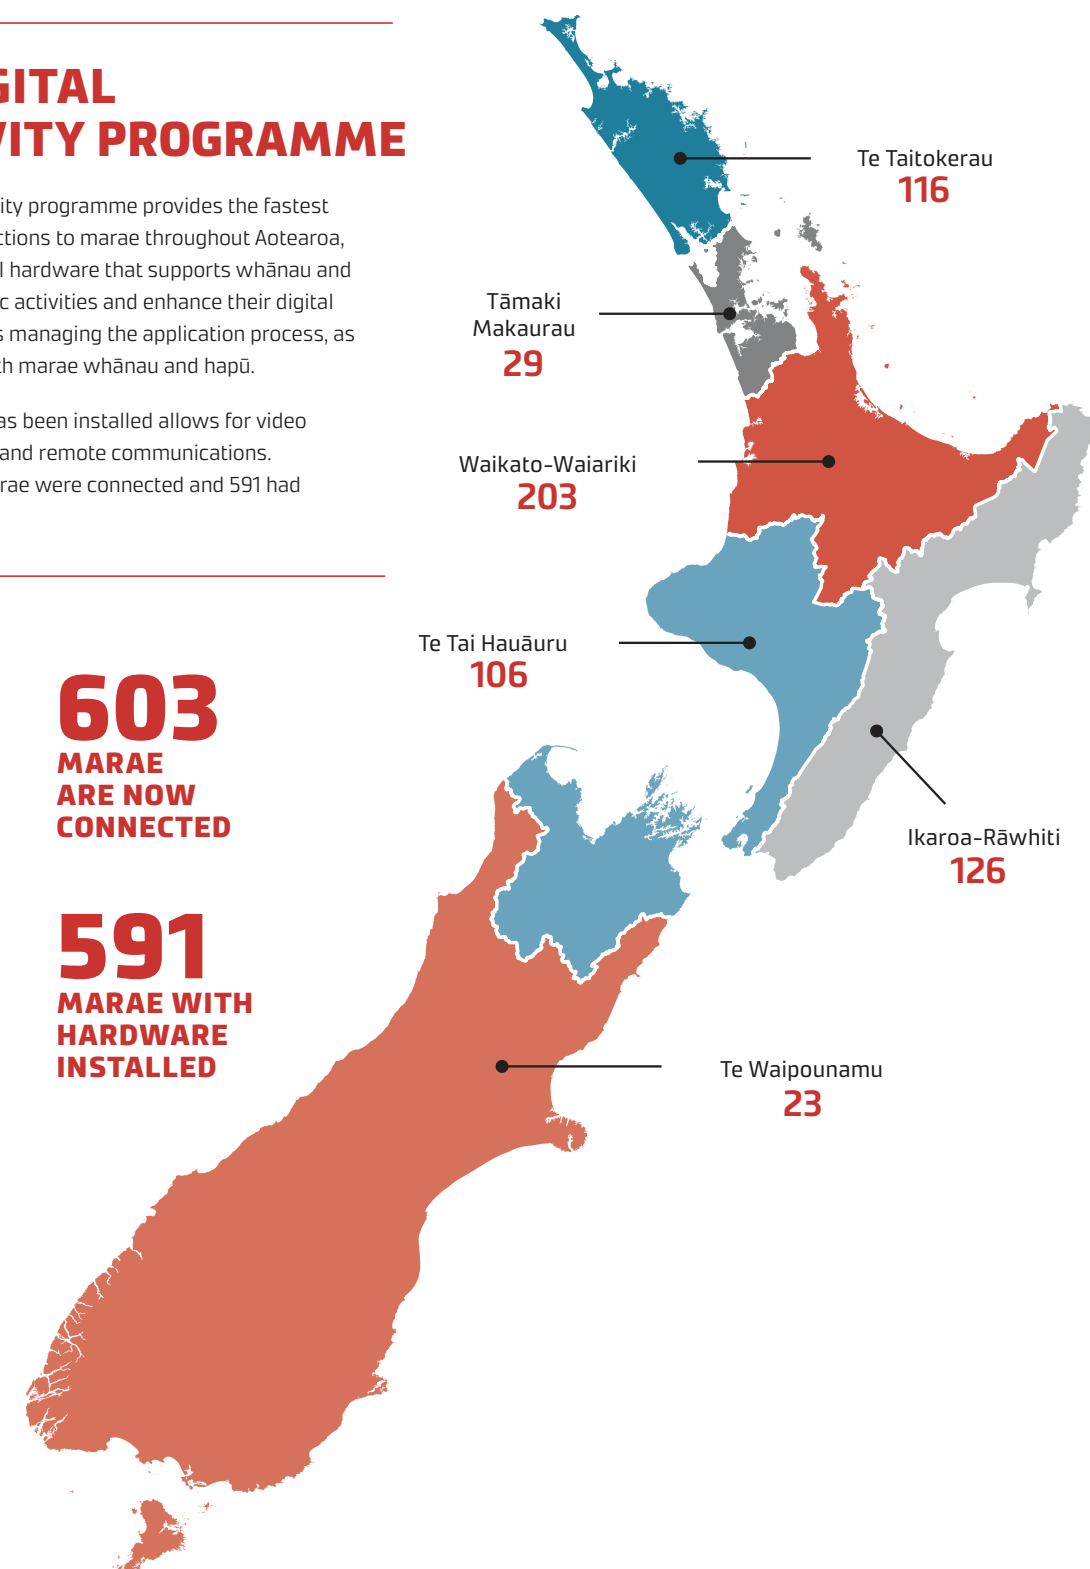 GITAL
VITY PROGRAMME
ity programme provides the fastest
ctions to marae throughout Aotearoa,
l hardware that supports whānau and
c activities and enhance their digital
s managing the application process, as
th marae whānau and hapū.
as been installed allows for video
and remote communications.
rae were connected and 591 had
603
MARAE
ARE NOW
CONNECTED
591
MARAE WITH
HARDWARE
INSTALLED
Te Taitokerau
116
Tāmaki
Makaurau
29
Waikato-Waiariki
203
Te Tai Hauāuru
106
Ikaroa-Rāwhiti
126
Te Waipounamu
23